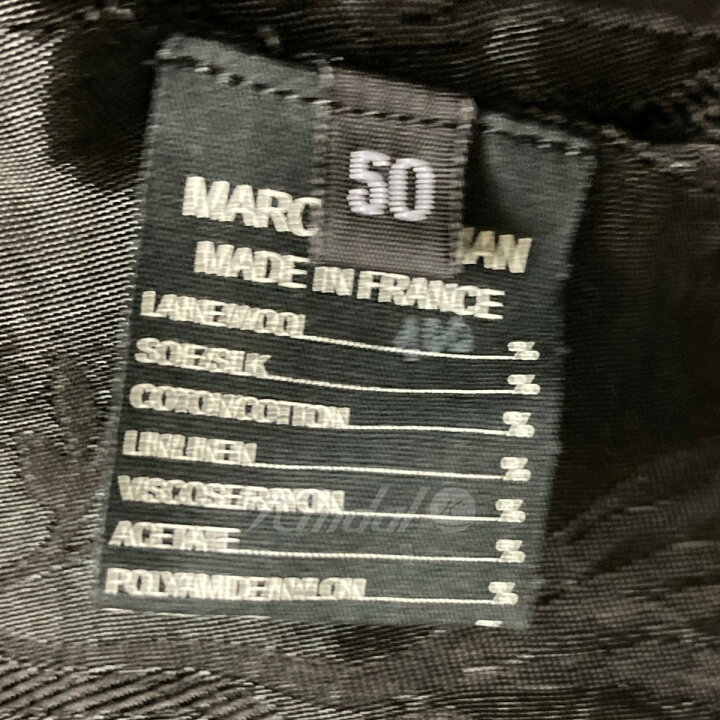 50
MARC
MADE IN FRANCE
LAINE/WOOL %
SOIE/SILK %
COTON/COTTON %
LIN/LINEN %
VISCOSE/RAYON %
ACETATE %
POLYAMIDE/NYLON %